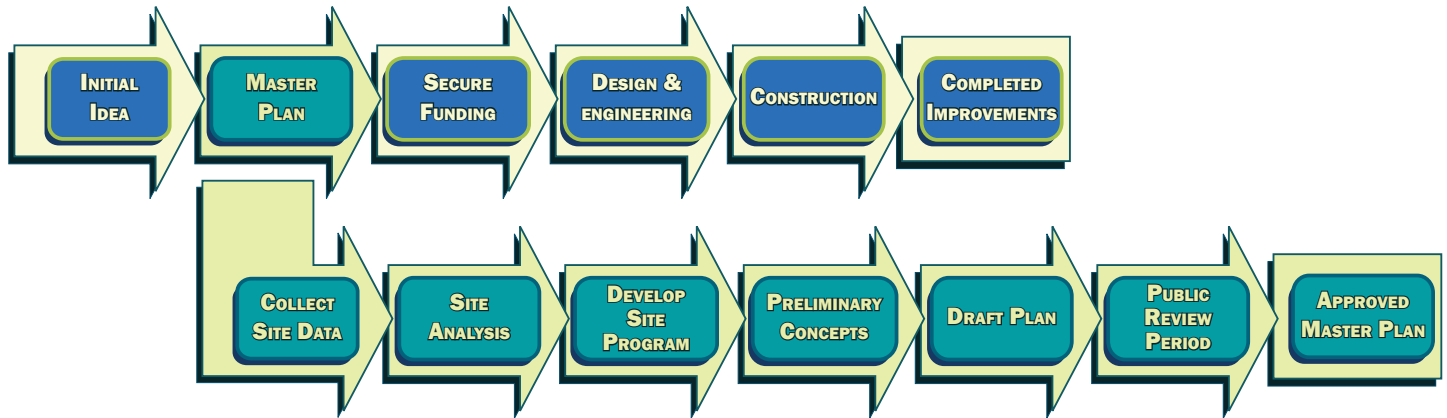 Initial
Idea
Master
Plan
Secure
Funding
Design &
engineering
Construction
Completed
Improvements
Collect
Site Data
Site
Analysis
Develop
Site
Program
Preliminary
Concepts
Draft Plan
Public
Review
Period
Approved
Master Plan